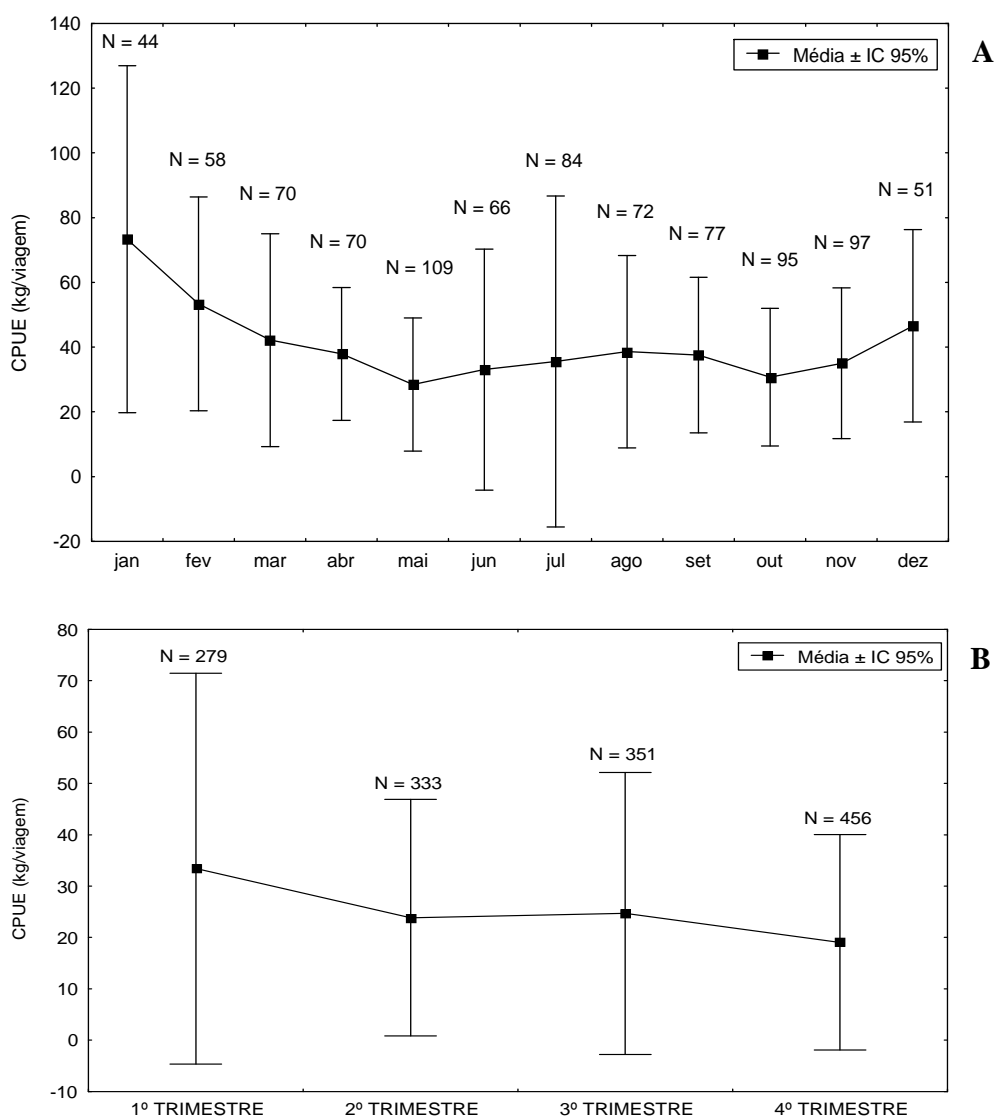 140
N = 44
Média ± IC 95%
A
120
100
N = 58
N = 84
N = 70
N = 66
N = 72
N = 51
80
N = 70
N = 77
N = 109
N = 95
N = 97
60
40
20
0
-20
CPUE (kg/viagem)
jan fev mar abr mai jun jul ago set out nov dez
80
N = 279
Média ± IC 95%
B
70
60
N = 351
50
N = 333
N = 456
40
30
20
10
0
-10
CPUE (kg/viagem)
1º TRIMESTRE 2º TRIMESTRE 3º TRIMESTRE 4º TRIMESTRE